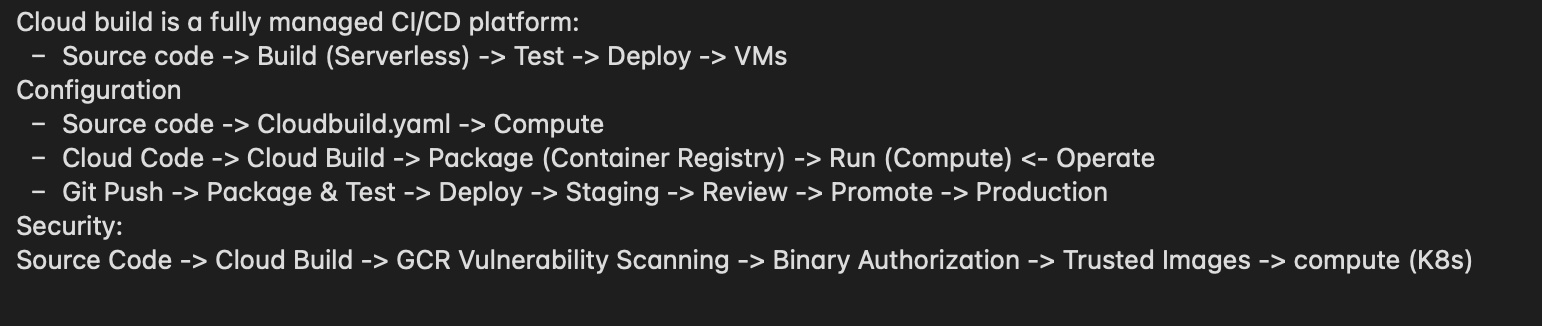 Cloud build is a fully managed CI/CD platform:
– Source code -> Build (Serverless) -> Test -> Deploy -> VMs
Configuration
– Source code -> Cloudbuild.yaml -> Compute
– Cloud Code -> Cloud Build -> Package (Container Registry) -> Run (Compute) <- Operate
– Git Push -> Package & Test -> Deploy -> Staging -> Review -> Promote -> Production
Security:
Source Code -> Cloud Build -> GCR Vulnerability Scanning -> Binary Authorization -> Trusted Images -> compute (K8s)